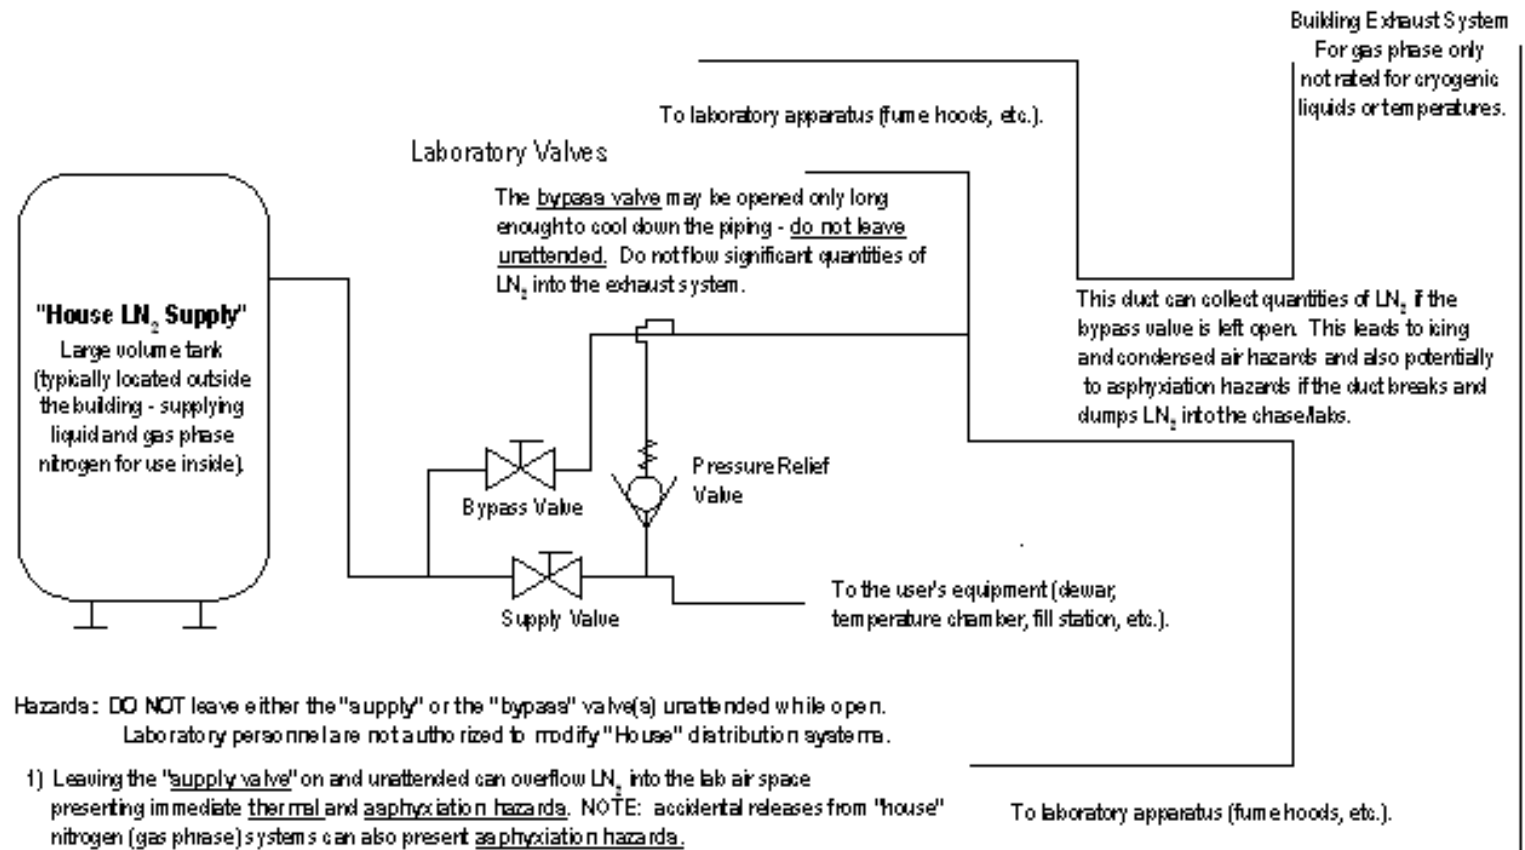 Building Exhaust System
For gas phase only
not rated for cryogenic
liquids or temperatures.
To laboratory apparatus (fume hoods, etc.).
Laboratory Valves
The bypass valve may be opened only long
enough to cool down the piping - do not leave
unattended. Do not flow significant quantities of
LN2 into the exhaust system.
"House LN2 Supply"
Large volume tank
(typically located outside
the building - supplying
liquid and gas phase
nitrogen for use inside).
This duct can collect quantities of LN2 if the
bypass valve is left open. This leads to icing
and condensed air hazards and also potentially
to asphyxiation hazards if the duct breaks and
dumps LN2 into the chase/labs.
Pressure Relief
Valve
Bypass Valve
Supply Valve
To the user's equipment (dewar,
temperature chamber, fill station, etc.).
Hazards: DO NOT leave either the "supply" or the "bypass" valve(s) unattended while open.
Laboratory personnel are not authorized to modify "House" distribution systems.
1) Leaving the "supply valve" on and unattended can overflow LN2 into the lab air space
presenting immediate thermal and asphyxiation hazards. NOTE: accidental releases from "house"
nitrogen (gas phrase) systems can also present asphyxiation hazards.
To laboratory apparatus (fume hoods, etc.).